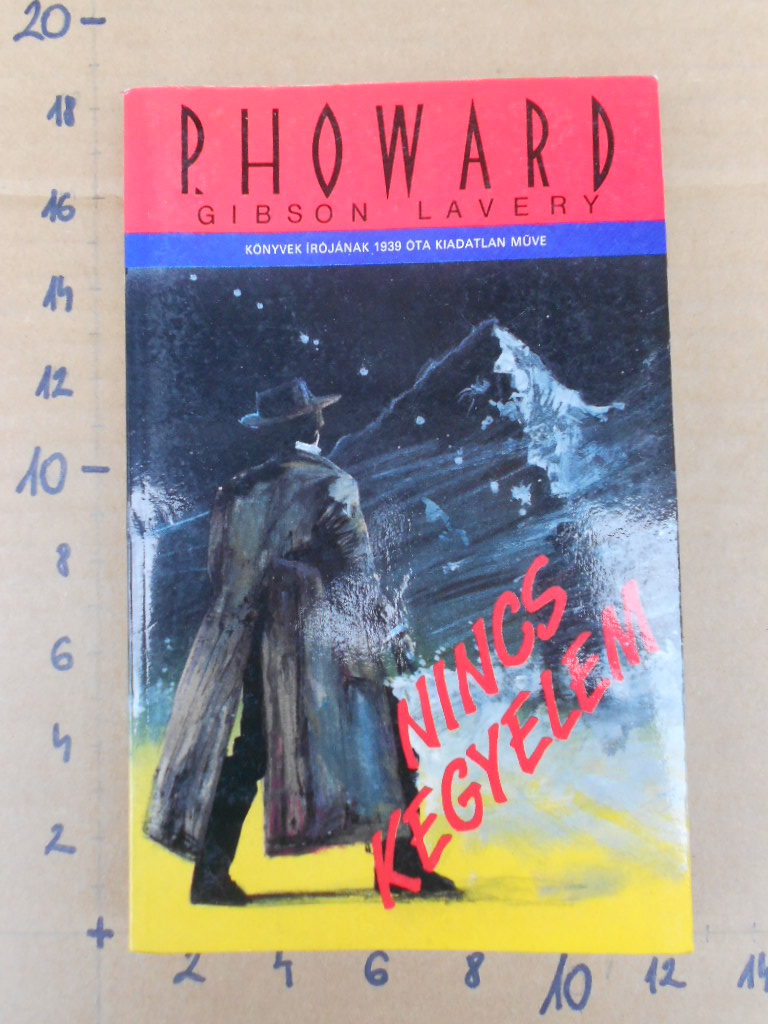 P. HOWARD
GIBSON LAVERY
KÖNYVEK ÍRÓJÁNAK 1939 ÓTA KIADATLAN MŰVE
NINCS
KEGYELEM
20
18
16
14
12
10
8
6
4
2
+
2 4 6 8 10 12 14